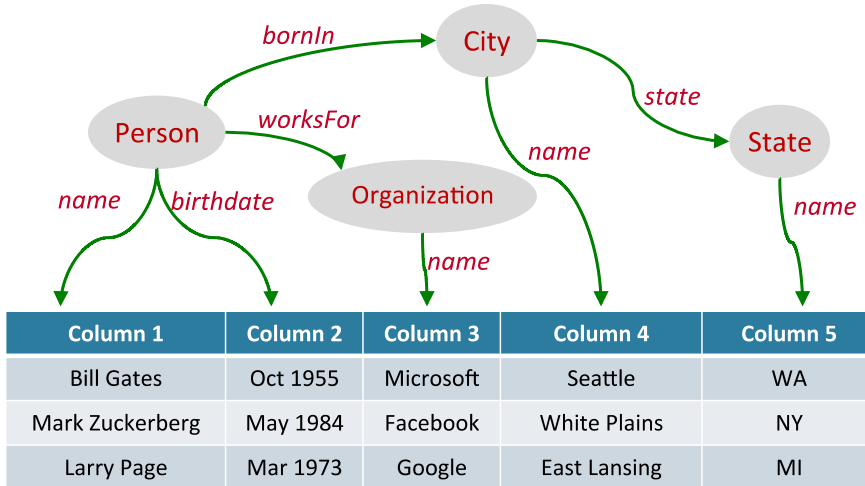 bornIn
City
state
worksFor
Person
name
State
name
birthdate
Organization
name
name
Column 1 Column 2 Column 3 Column 4 Column 5
Bill Gates Oct 1955 Microsoft Seattle WA
Mark Zuckerberg May 1984 Facebook White Plains NY
Larry Page Mar 1973 Google East Lansing MI